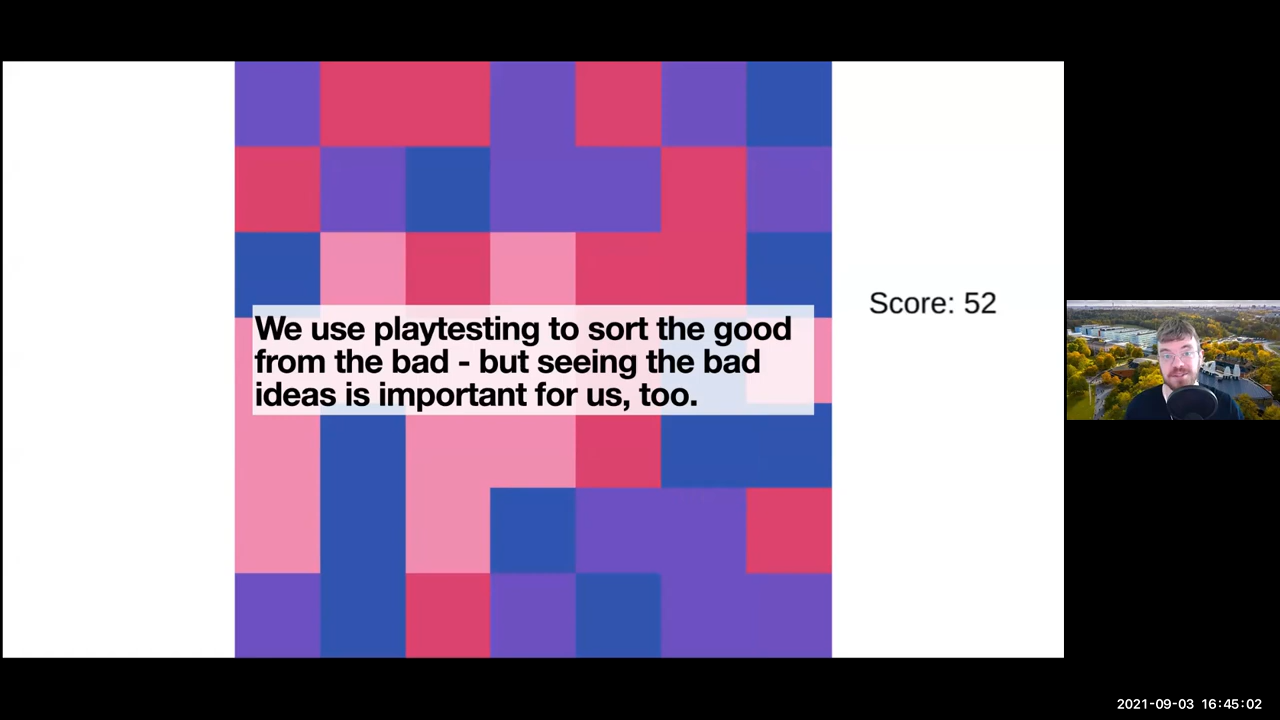 We use playtesting to sort the good
from the bad - but seeing the bad
ideas is important for us, too.
Score: 52
2021-09-03 16:45:02